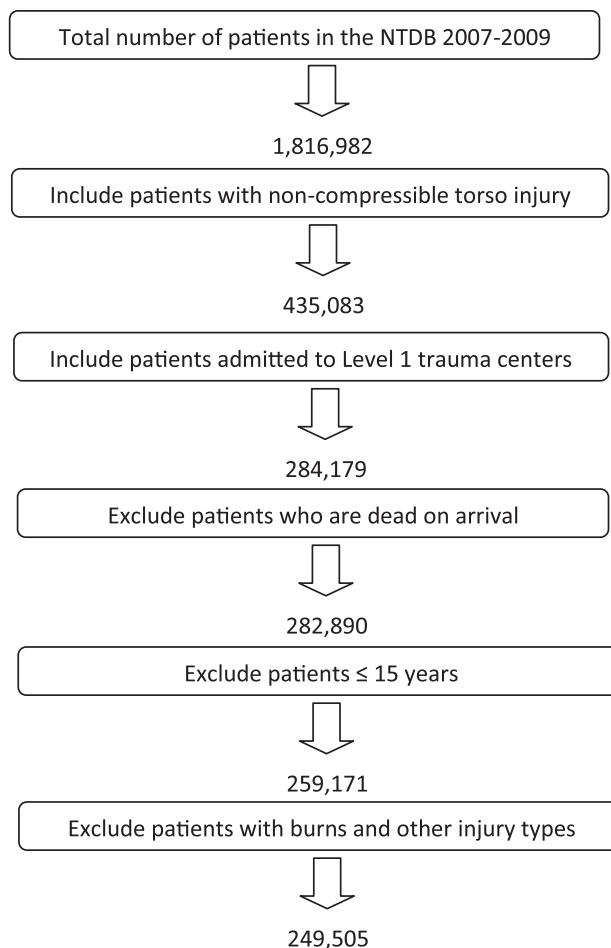 Total number of patients in the NTDB 2007-2009
1,816,982
Include patients with non-compressible torso injury
435,083
Include patients admitted to Level 1 trauma centers
284,179
Exclude patients who are dead on arrival
282,890
Exclude patients ≤ 15 years
259,171
Exclude patients with burns and other injury types
249,505